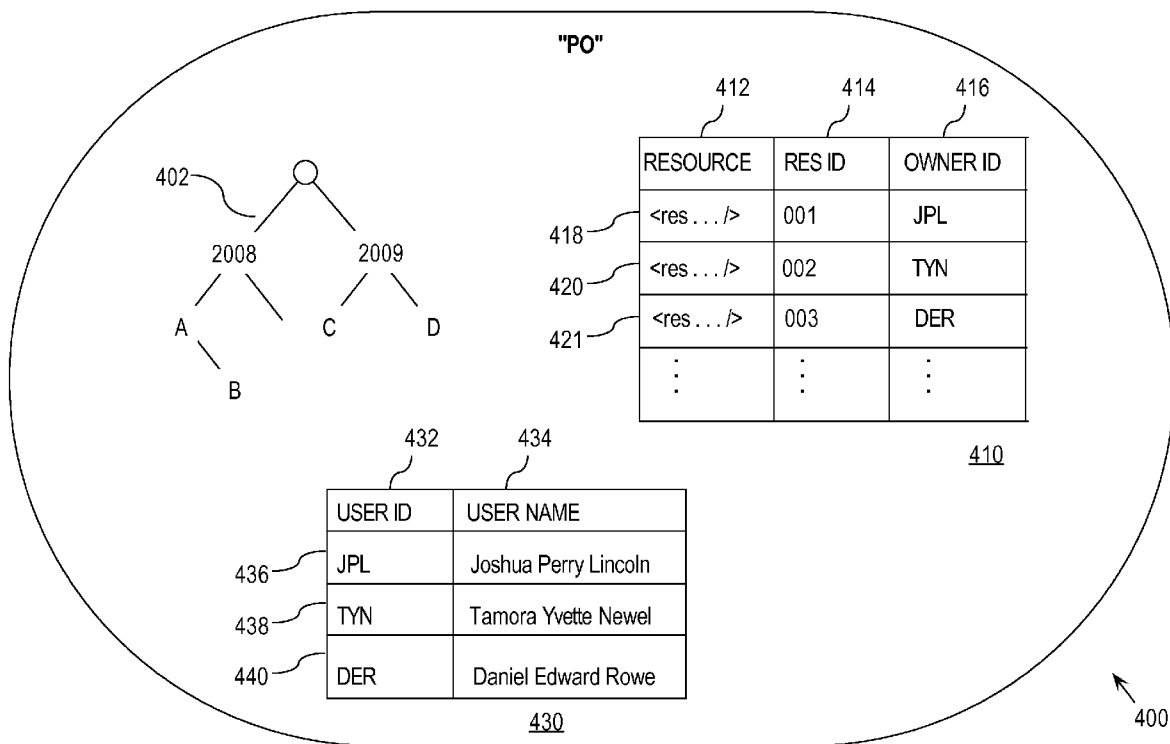 "PO"
412 414 416
RESOURCE RES ID OWNER ID
402
418 <res . . . /> 001 JPL
2008 2009
420 <res . . . /> 002 TYN
A C D
421 <res . . . /> 003 DER
B
410
432 434
USER ID USER NAME
436 JPL Joshua Perry Lincoln
438 TYN Tamora Yvette Newel
440 DER Daniel Edward Rowe
430
400